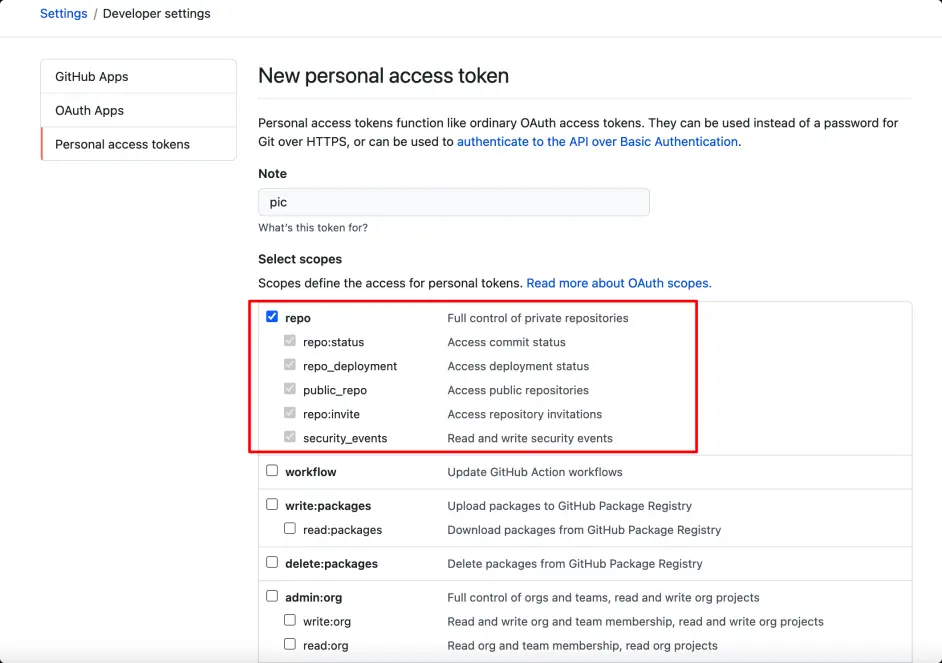 Settings / Developer settings
GitHub Apps
OAuth Apps
Personal access tokens
New personal access token
Personal access tokens function like ordinary OAuth access tokens. They can be used instead of a password for
Git over HTTPS, or can be used to authenticate to the API over Basic Authentication.
Note
pic
What's this token for?
Select scopes
Scopes define the access for personal tokens. Read more about OAuth scopes.
repo Full control of private repositories
repo:status Access commit status
repo_deployment Access deployment status
public_repo Access public repositories
repo:invite Access repository invitations
security_events Read and write security events
workflow Update GitHub Action workflows
write:packages Upload packages to GitHub Package Registry
read:packages Download packages from GitHub Package Registry
delete:packages Delete packages from GitHub Package Registry
admin:org Full control of orgs and teams, read and write org projects
write:org Read and write org and team membership, read and write org projects
read:org Read org and team membership, read org projects